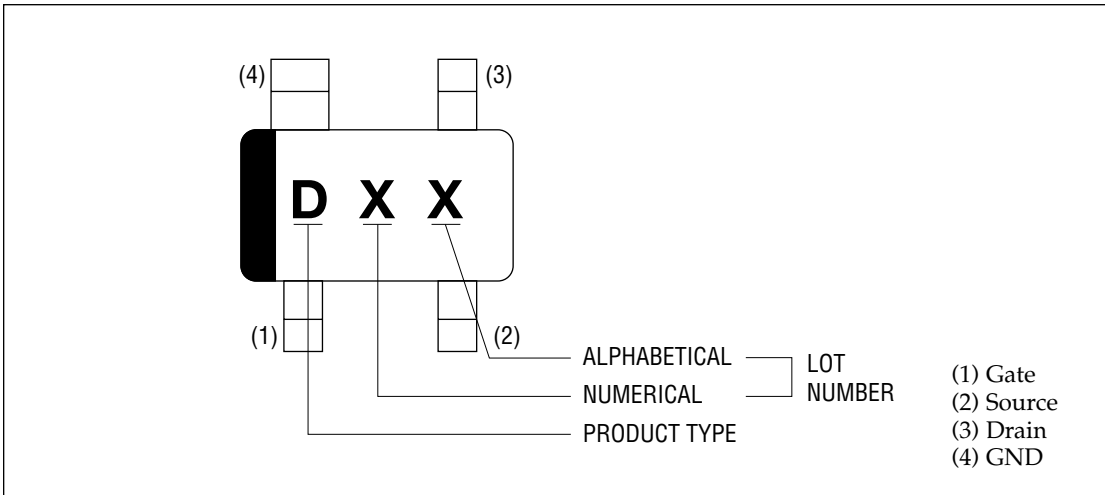 (4) (3)
D X X
(1) (2)
ALPHABETICAL
NUMERICAL
PRODUCT TYPE
LOT
NUMBER
(1) Gate
(2) Source
(3) Drain
(4) GND